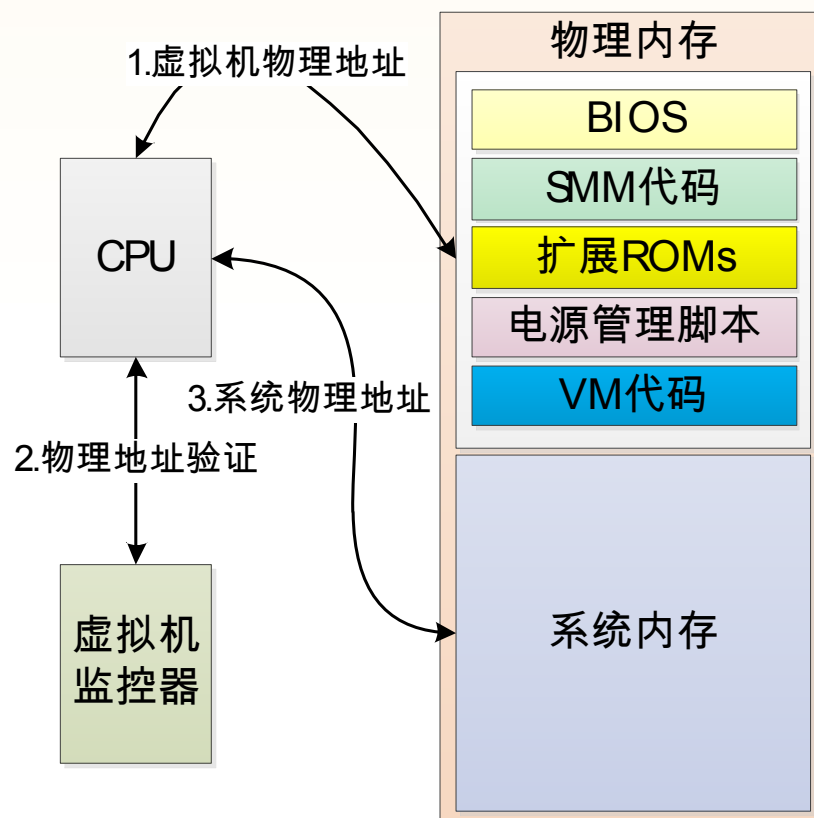 物理内存
1.虚拟机物理地址
BIOS
SMM代码
CPU
扩展ROMs
电源管理脚本
3.系统物理地址
VM代码
2.物理地址验证
虚拟机
监控器
系统内存